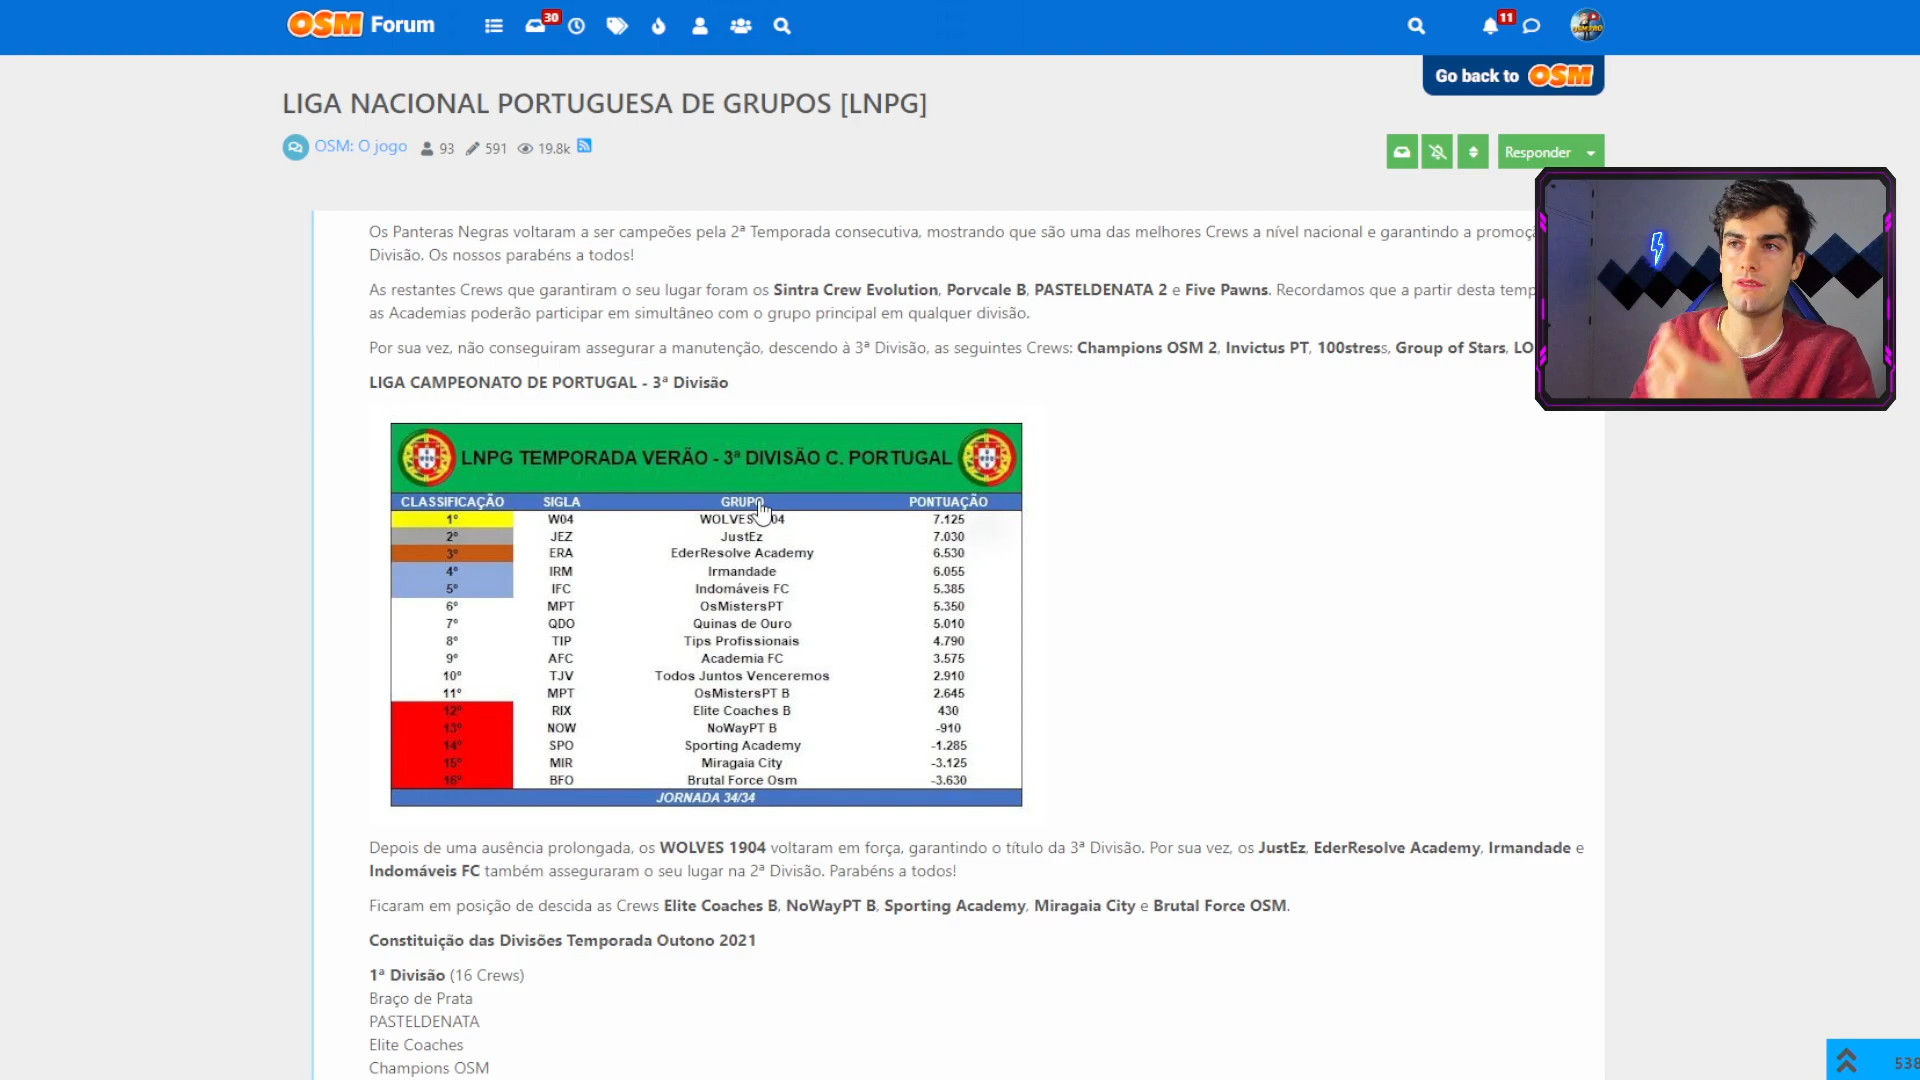 OSM Forum
30
11
Go back to OSM
LIGA NACIONAL PORTUGUESA DE GRUPOS [LNPG]
OSM: O jogo 93 591 19.8k
Responder
Os Panteras Negras voltaram a ser campeões pela 2ª Temporada consecutiva, mostrando que são uma das melhores Crews a nível nacional e garantindo a
Divisão. Os nossos parabéns a todos!
As restantes Crews que garantiram o seu lugar foram os Sintra Crew Evolution, Porvcale B, PASTELDENATA 2 e Five Pawns. Recordamos que a partir desta
as Academias poderão participar em simultâneo com o grupo principal em qualquer divisão.
Por sua vez, não conseguiram assegurar a manutenção, descendo à 3ª Divisão, as seguintes Crews: Champions OSM 2, Invictus PT, 100stress, Group of Stars, LO
LIGA CAMPEONATO DE PORTUGAL - 3ª Divisão
LNPG TEMPORADA VERÃO - 3ª DIVISÃO C. PORTUGAL
CLASSIFICAÇÃO SIGLA GRUPO PONTUAÇÃO
1º W04 WOLVES 04 7.125
2º JEZ JustEz 7.030
3º ERA EderResolve Academy 6.530
4º IRM Irmandade 6.055
5º IFC Indomáveis FC 5.385
6º MPT OsMistersPT 5.350
7º QDO Quinas de Ouro 5.010
8º TIP Tips Profissionais 4.790
9º AFC Academia FC 3.575
10º TJV Todos Juntos Venceremos 2.910
11º MPT OsMistersPT B 2.645
12º RIX Elite Coaches B 430
13º NOW NoWayPT B -910
14º SPO Sporting Academy -1.285
15º MIR Miragaia City -3.125
16º BFO Brutal Force Osm -3.630
JORNADA 34/34
Depois de uma ausência prolongada, os WOLVES 1904 voltaram em força, garantindo o título da 3ª Divisão. Por sua vez, os JustEz, EderResolve Academy, Irmandade e
Indomáveis FC também asseguraram o seu lugar na 2ª Divisão. Parabéns a todos!
Ficaram em posição de descida as Crews Elite Coaches B, NoWayPT B, Sporting Academy, Miragaia City e Brutal Force OSM.
Constituição das Divisões Temporada Outono 2021
1ª Divisão (16 Crews)
Braço de Prata
PASTELDENATA
Elite Coaches
Champions OSM
538